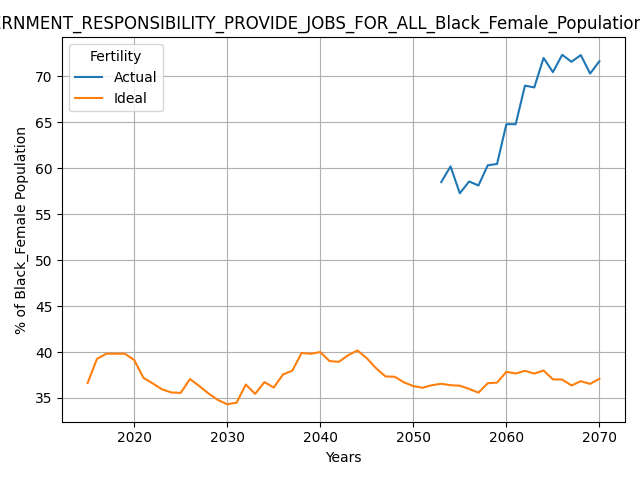 ERNMENT_RESPONSIBILITY_PROVIDE_JOBS_FOR_ALL_Black_Female_Population
Fertility
Actual
Ideal
% of Black_Female Population
70
65
60
55
50
45
40
35
2020
2030
2040
2050
2060
2070
Years